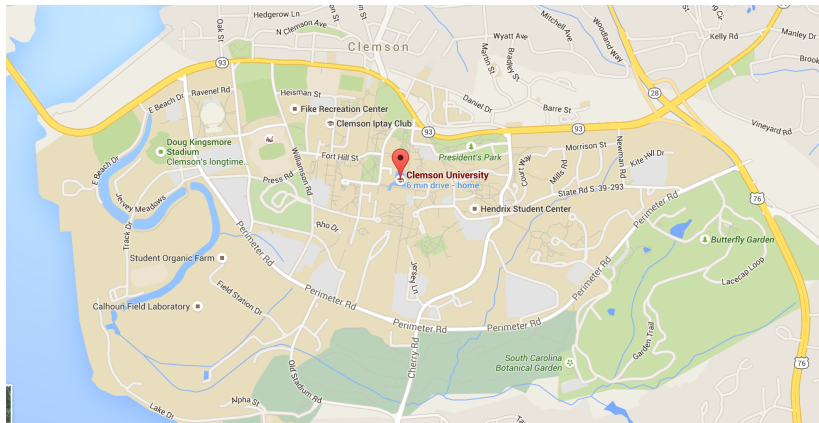 Hedgerow Ln
Oak St
N Clemson Ave
Clemson
Wyatt Ave
Mitchell Ave
Woodland Way
Kelly Rd
Manley Dr
Brook
Martin St
Bradley St
93
28
Ravenel Rd
E Beach Dr
Heisman St
Fike Recreation Center
Daniel Dr
Barre St
Clemson Iptay Club
93
93
Vineyard Rd
Doug Kingsmore
Stadium
Clemson's longtime...
Williamson Rd
Fort Hill St
President's Park
Morrison St
Newman Rd
Kite Hill Dr
E Beach Dr
Press Rd
Clemson University
6 min drive - home
Mills Rd
State Rd S-39-293
76
Jervey Meadows
Hendrix Student Center
Perimeter Rd
Track Dr
Perimeter Rd
Rho Dr
Butterfly Garden
Student Organic Farm
Jersey Ln
Field Station Dr
Perimeter Rd
Lacecap Loop
Calhoun Field Laboratory
Perimeter Rd
Perimeter Rd
Perimeter Rd
Cherry Rd
Garden Trail
South Carolina
Botanical Garden
76
Old Stadium Rd
Alpha St
Lake Dr